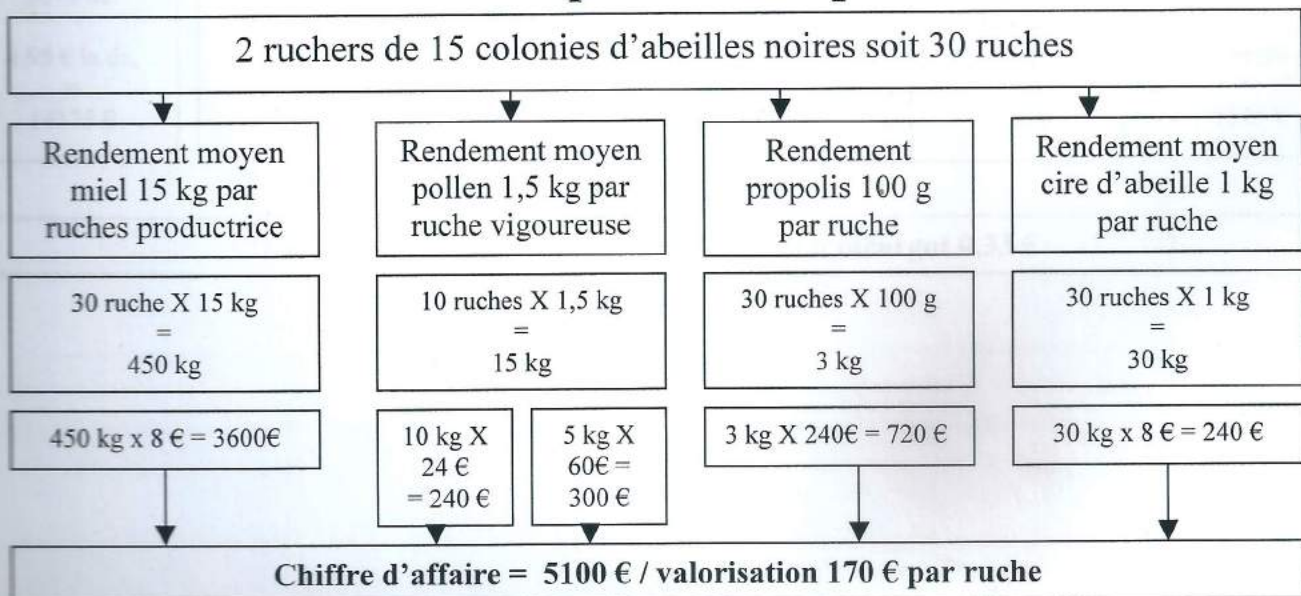 2 ruchers de 15 colonies d'abeilles noires soit 30 ruches
Rendement moyen
miel 15 kg par
ruches productrice
Rendement moyen
pollen 1,5 kg par
ruche vigoureuse
Rendement
propolis 100 g
par ruche
Rendement moyen
cire d'abeille 1 kg
par ruche
30 ruche X 15 kg
=
450 kg
10 ruches X 1,5 kg
=
15 kg
30 ruches X 100 g
=
3 kg
30 ruches X 1 kg
=
30 kg
450 kg x 8 € = 3600€
10 kg X
24 €
= 240 €
5 kg X
60€ =
300 €
3 kg X 240€ = 720 €
30 kg x 8 € = 240 €
Chiffre d'affaire = 5100 € / valorisation 170 € par ruche